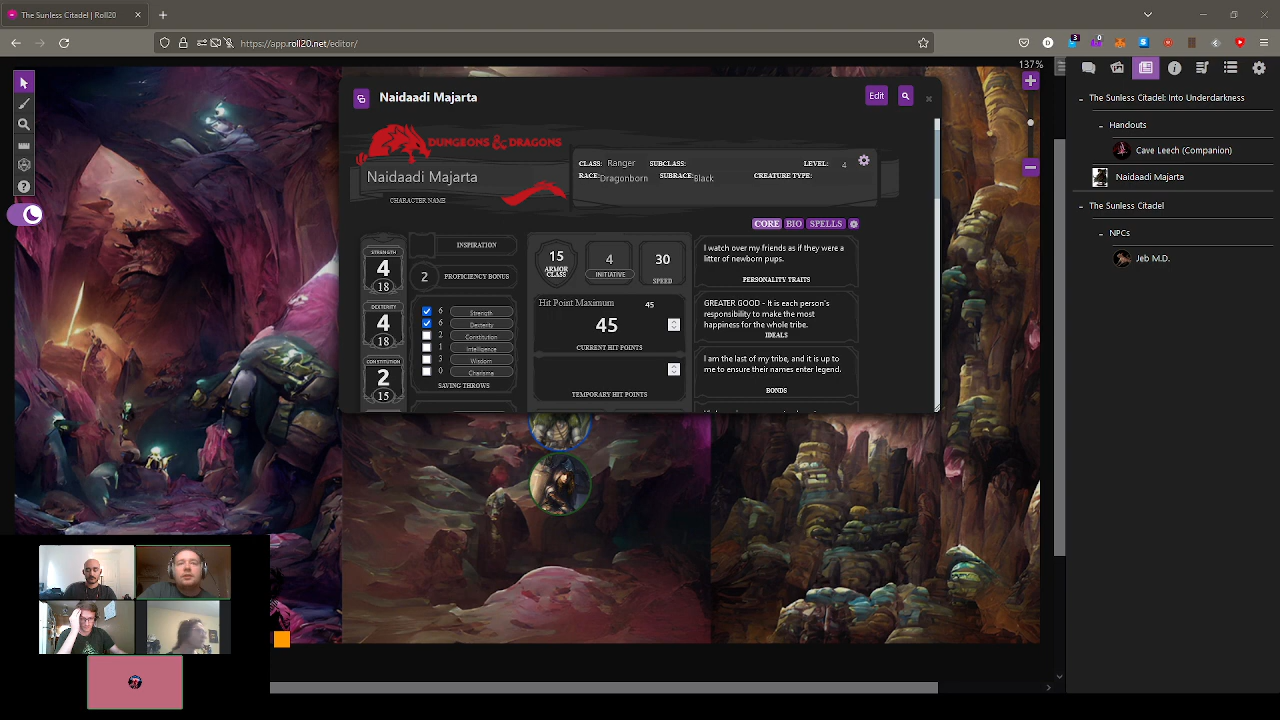 The Sunless Citadel | Roll20
https://app.roll20.net/editor/
3
0
137%
Naidaadi Majarta
Edit
DUNGEONS & DRAGONS
Naidaadi Majarta
CHARACTER NAME
CLASS: Ranger SUBCLASS: LEVEL: 4
RACE: Dragonborn SUBRACE: Black CREATURE TYPE:
CORE BIO SPELLS
STRENGTH
4
18
DEXTERITY
4
18
CONSTITUTION
2
15
INSPIRATION
2 PROFICIENCY BONUS
6 Strength
6 Dexterity
2 Constitution
1 Intelligence
3 Wisdom
0 Charisma
SAVING THROWS
15
ARMOR
CLASS
4
INITIATIVE
30
SPEED
Hit Point Maximum 45
45
CURRENT HIT POINTS
TEMPORARY HIT POINTS
I watch over my friends as if they were a
litter of newborn pups.
PERSONALITY TRAITS
GREATER GOOD - It is each person's
responsibility to make the most
happiness for the whole tribe.
IDEALS
I am the last of my tribe, and it is up to
me to ensure their names enter legend.
BONDS
The Sunless Citadel: Into Underdarkness
Handouts
Cave Leech (Companion)
Naidaadi Majarta
The Sunless Citadel
NPCs
Jeb M.D.